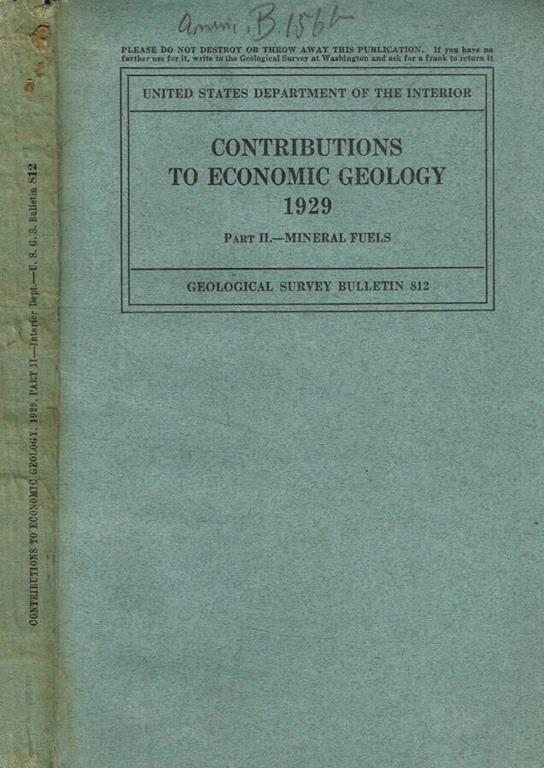 B. 156
PLEASE DO NOT DESTROY OR THROW AWAY THIS PUBLICATION. If you have no
further use for it, write to the Geological Survey at Washington and ask for a frank to return it
UNITED STATES DEPARTMENT OF THE INTERIOR
CONTRIBUTIONS
TO ECONOMIC GEOLOGY
1929
PART II.—MINERAL FUELS
GEOLOGICAL SURVEY BULLETIN 812
CONTRIBUTIONS TO ECONOMIC GEOLOGY, 1929, PART II—Interior Dept.—U. S. G. S. Bulletin 812